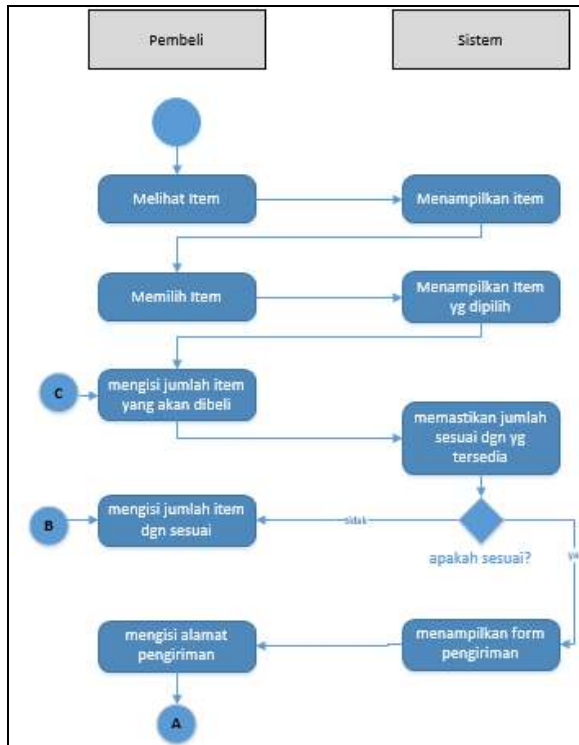 Pembeli
Sistem
Melihat Item
Menampilkan item
Memilih Item
Menampilkan Item
yg dipilih
C
mengisi jumlah item
yang akan dibeli
memastikan jumlah
sesuai dgn yg
tersedia
B
mengisi jumlah item
dgn sesuai
tidak
apakah sesuai?
ya
mengisi alamat
pengiriman
menampilkan form
pengiriman
A